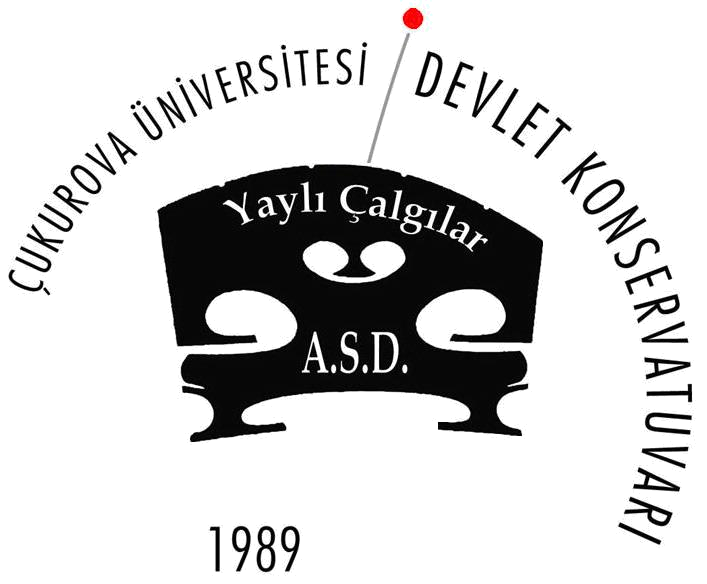 ÇUKUROVA ÜNİVERSİTESİ
DEVLET KONSERVATUVARI
Yaylı Çalgılar
A.S.D.
1989